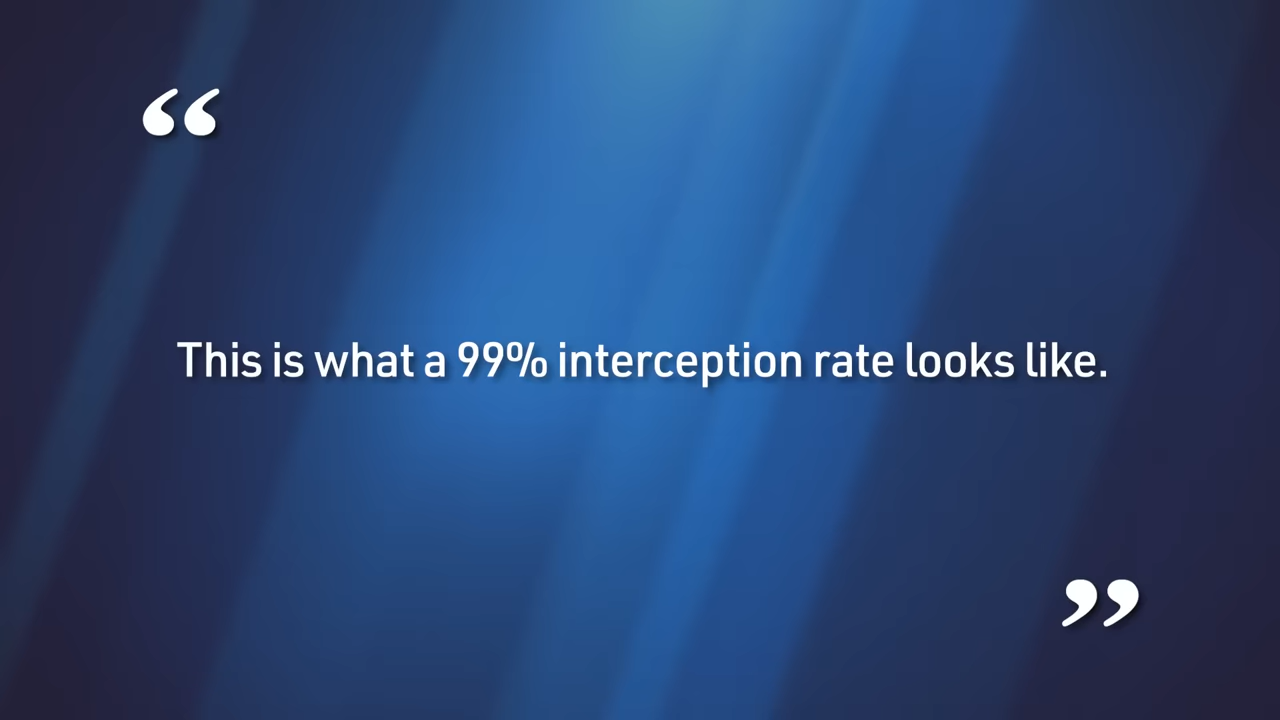 “
This is what a 99% interception rate looks like.
”